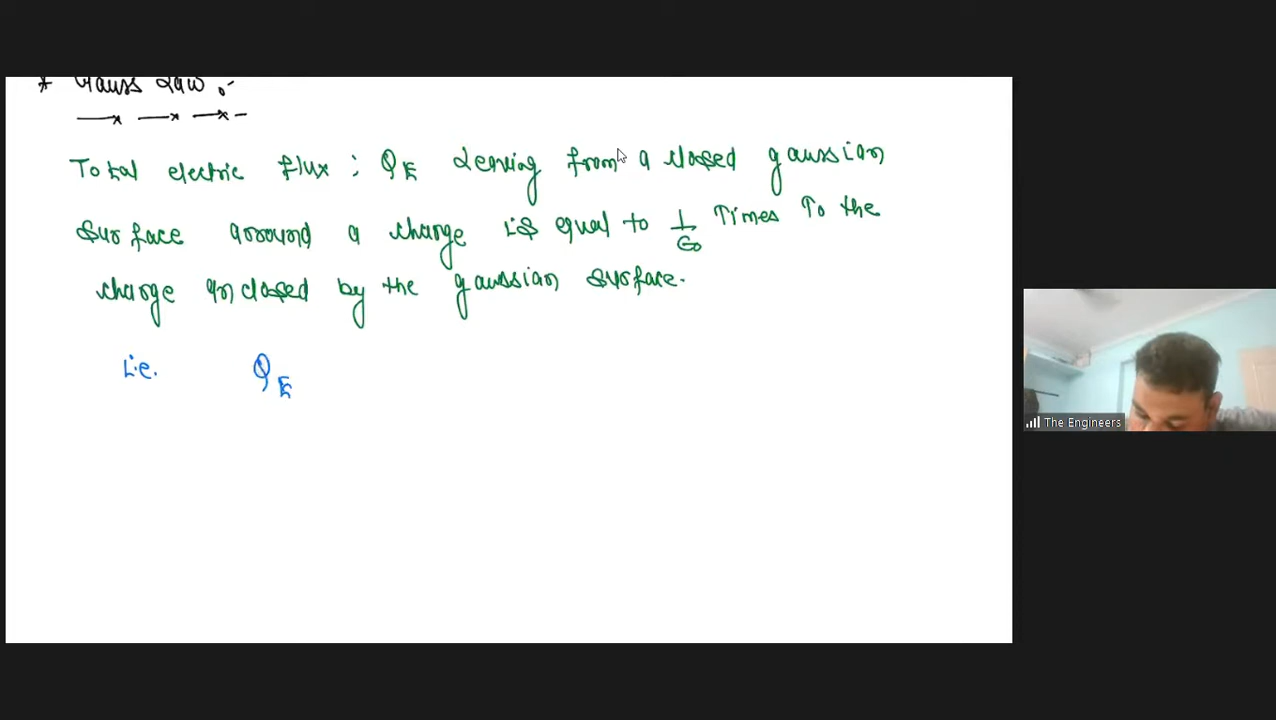 * Gauss Law :-
Total electric flux ; φE Leaving from a closed gaussian
surface around a charge is equal to 1/ε0 Times To the
charge enclosed by the gaussian surface.
i.e. φE
The Engineers